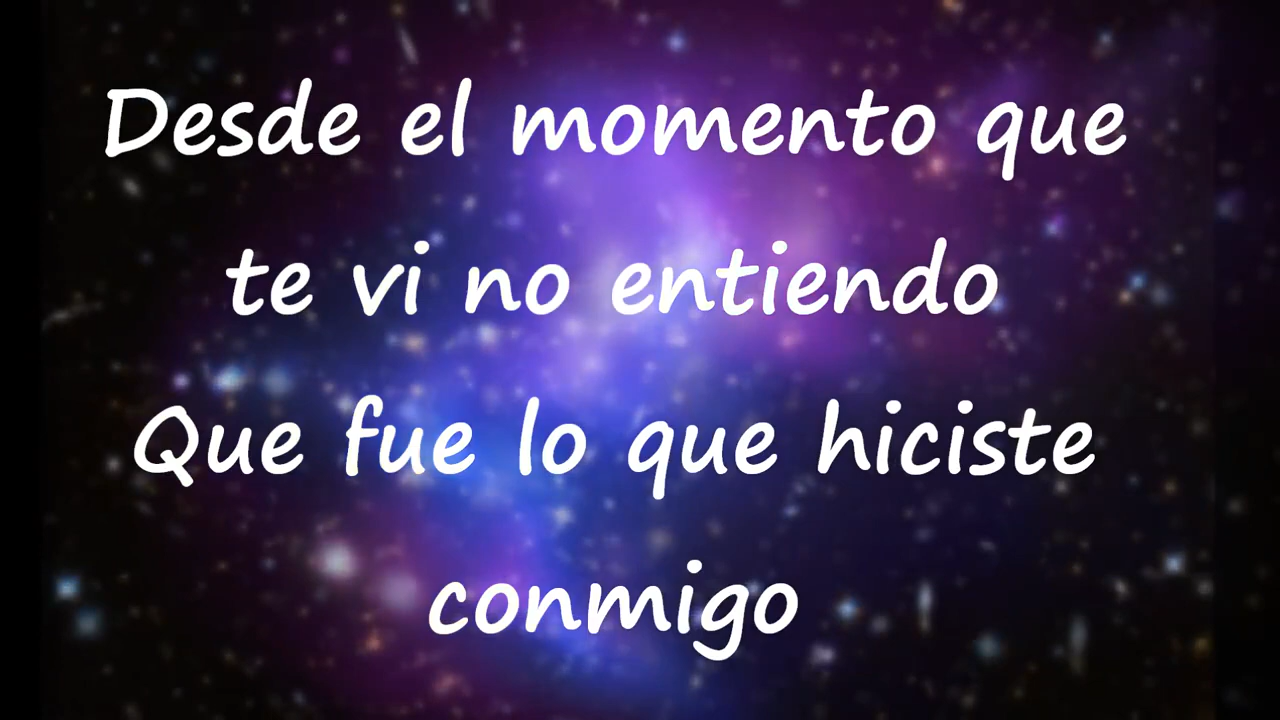 Desde el momento que
te vi no entiendo
Que fue lo que hiciste
conmigo